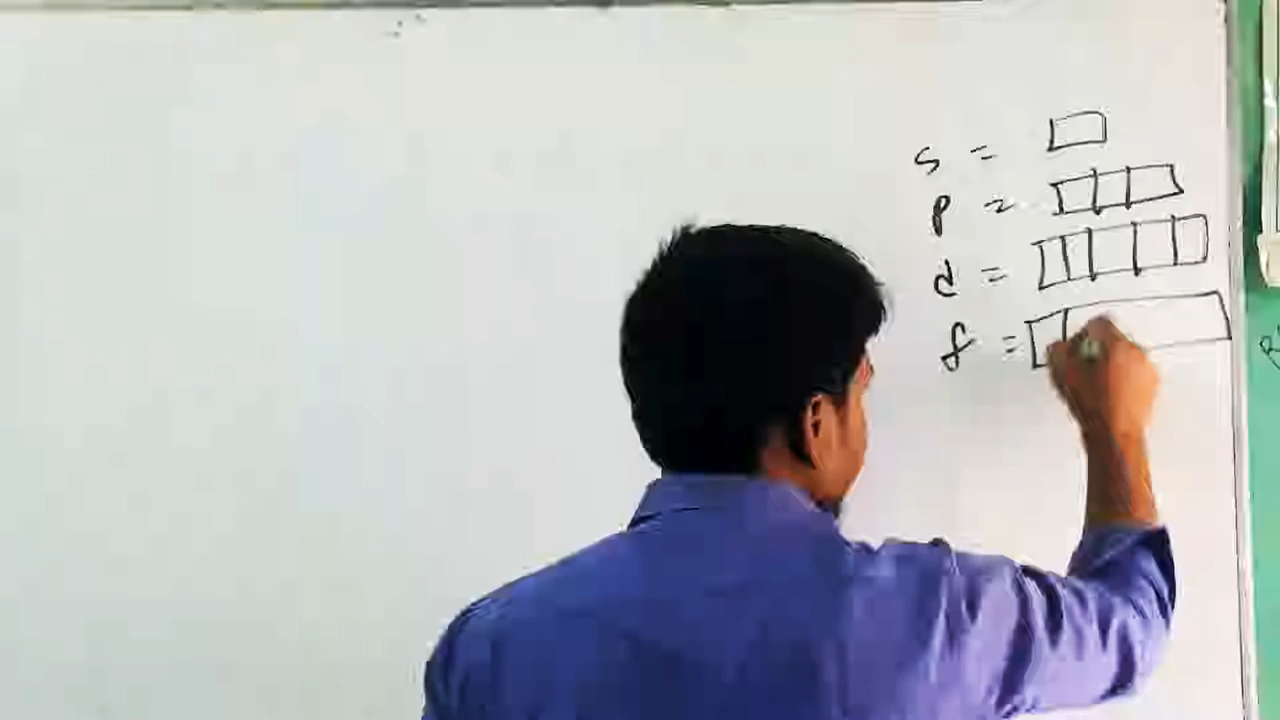 s =
p =
d =
f =